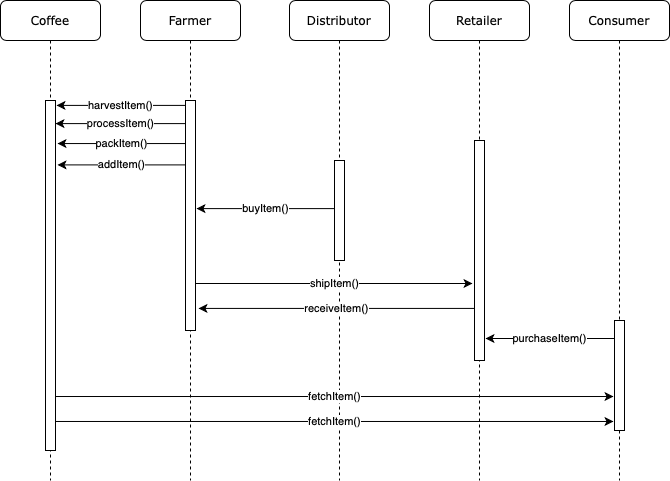 Coffee
Farmer
Distributor
Retailer
Consumer
harvestItem()
processItem()
packItem()
addItem()
buyItem()
shipItem()
receiveItem()
purchaseItem()
fetchItem()
fetchItem()